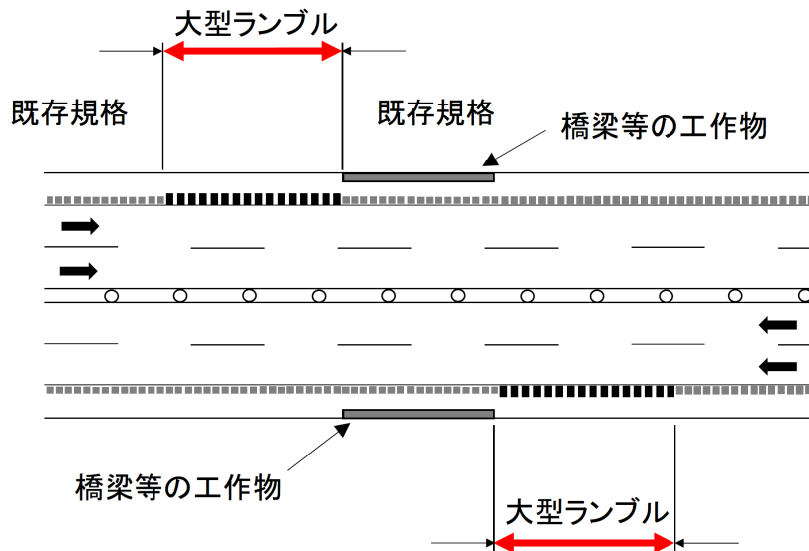 大型ランブル
既存規格
既存規格
橋梁等の工作物
橋梁等の工作物
大型ランブル